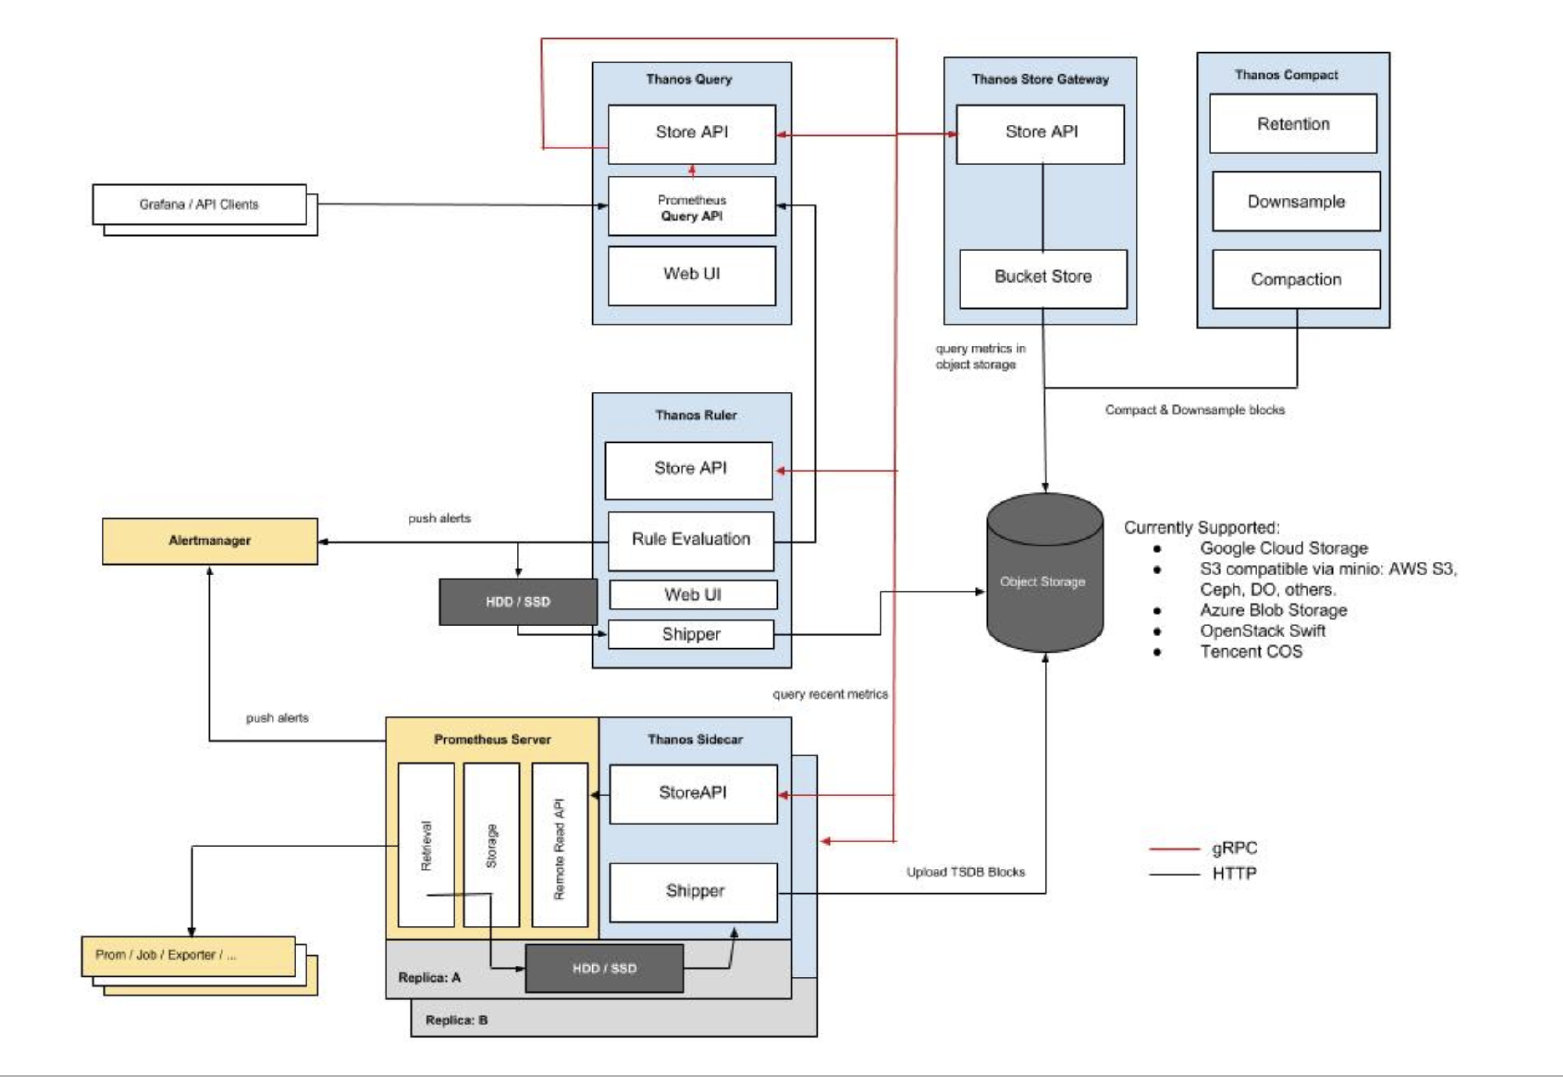 Thanos Query
Store API
Prometheus
Query API
Web UI
Thanos Store Gateway
Store API
Bucket Store
Thanos Compact
Retention
Downsample
Compaction
Grafana / API Clients
query metrics in
object storage
Compact & Downsample blocks
Thanos Ruler
Store API
Rule Evaluation
Web UI
Shipper
push alerts
Alertmanager
HDD / SSD
Object Storage
Currently Supported:
● Google Cloud Storage
● S3 compatible via minio: AWS S3,
Ceph, DO, others.
● Azure Blob Storage
● OpenStack Swift
● Tencent COS
query recent metrics
push alerts
Prometheus Server
Retrieval
Storage
Remote Read API
Thanos Sidecar
StoreAPI
Shipper
Upload TSDB Blocks
gRPC
HTTP
Prom / Job / Exporter / ...
HDD / SSD
Replica: A
Replica: B